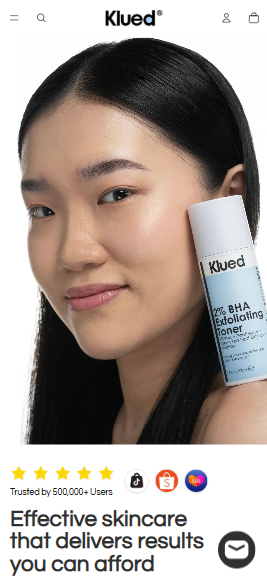 Klued®
Klued
2% BHA
Exfoliating
Toner
Trusted by 500,000+ Users
Effective skincare
that delivers results
you can afford